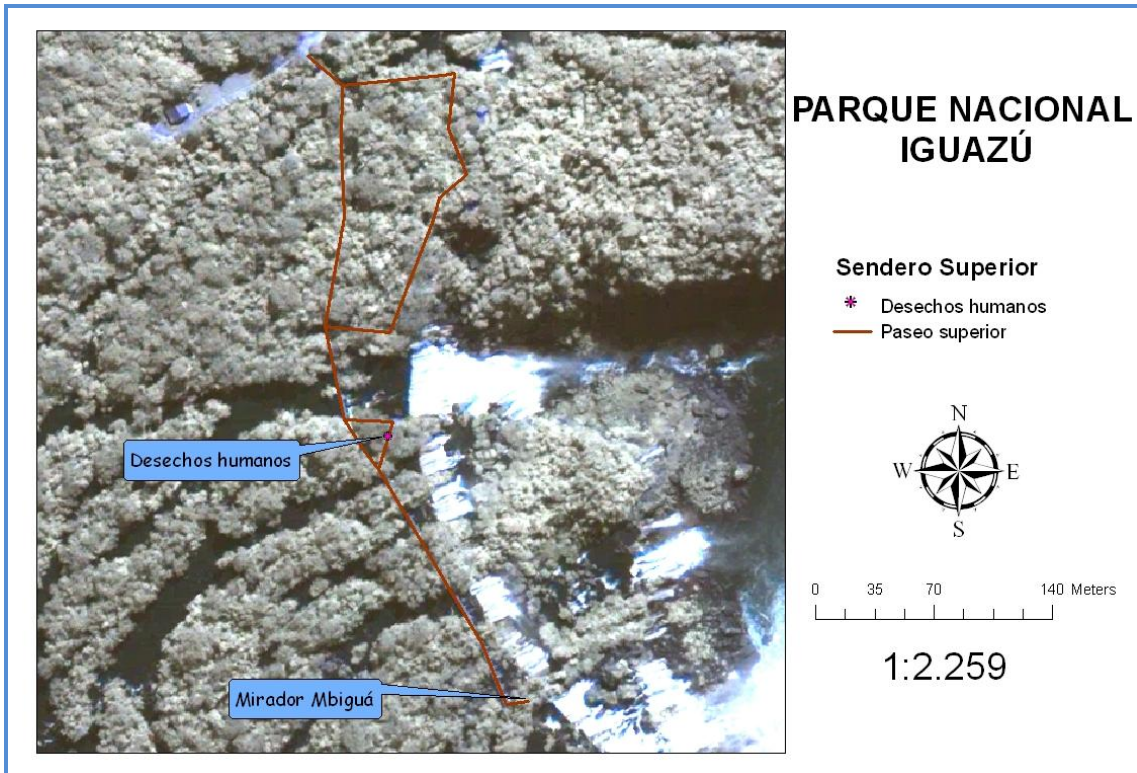 PARQUE NACIONAL
IGUAZÚ
Sendero Superior
Desechos humanos
Paseo superior
N
W E
S
0 35 70 140 Meters
1:2.259
Desechos humanos
Mirador Mbiguá